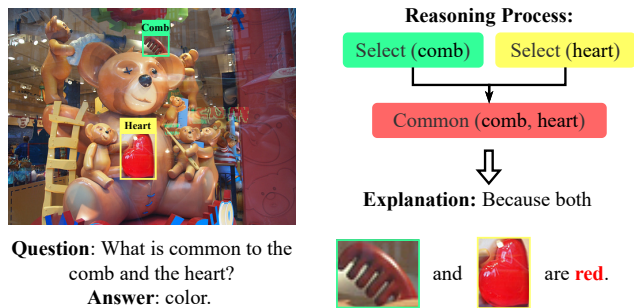 Comb
Heart
Question: What is common to the
comb and the heart?
Answer: color.
Reasoning Process:
Select (comb)
Select (heart)
Common (comb, heart)
Explanation: Because both
and
are red.